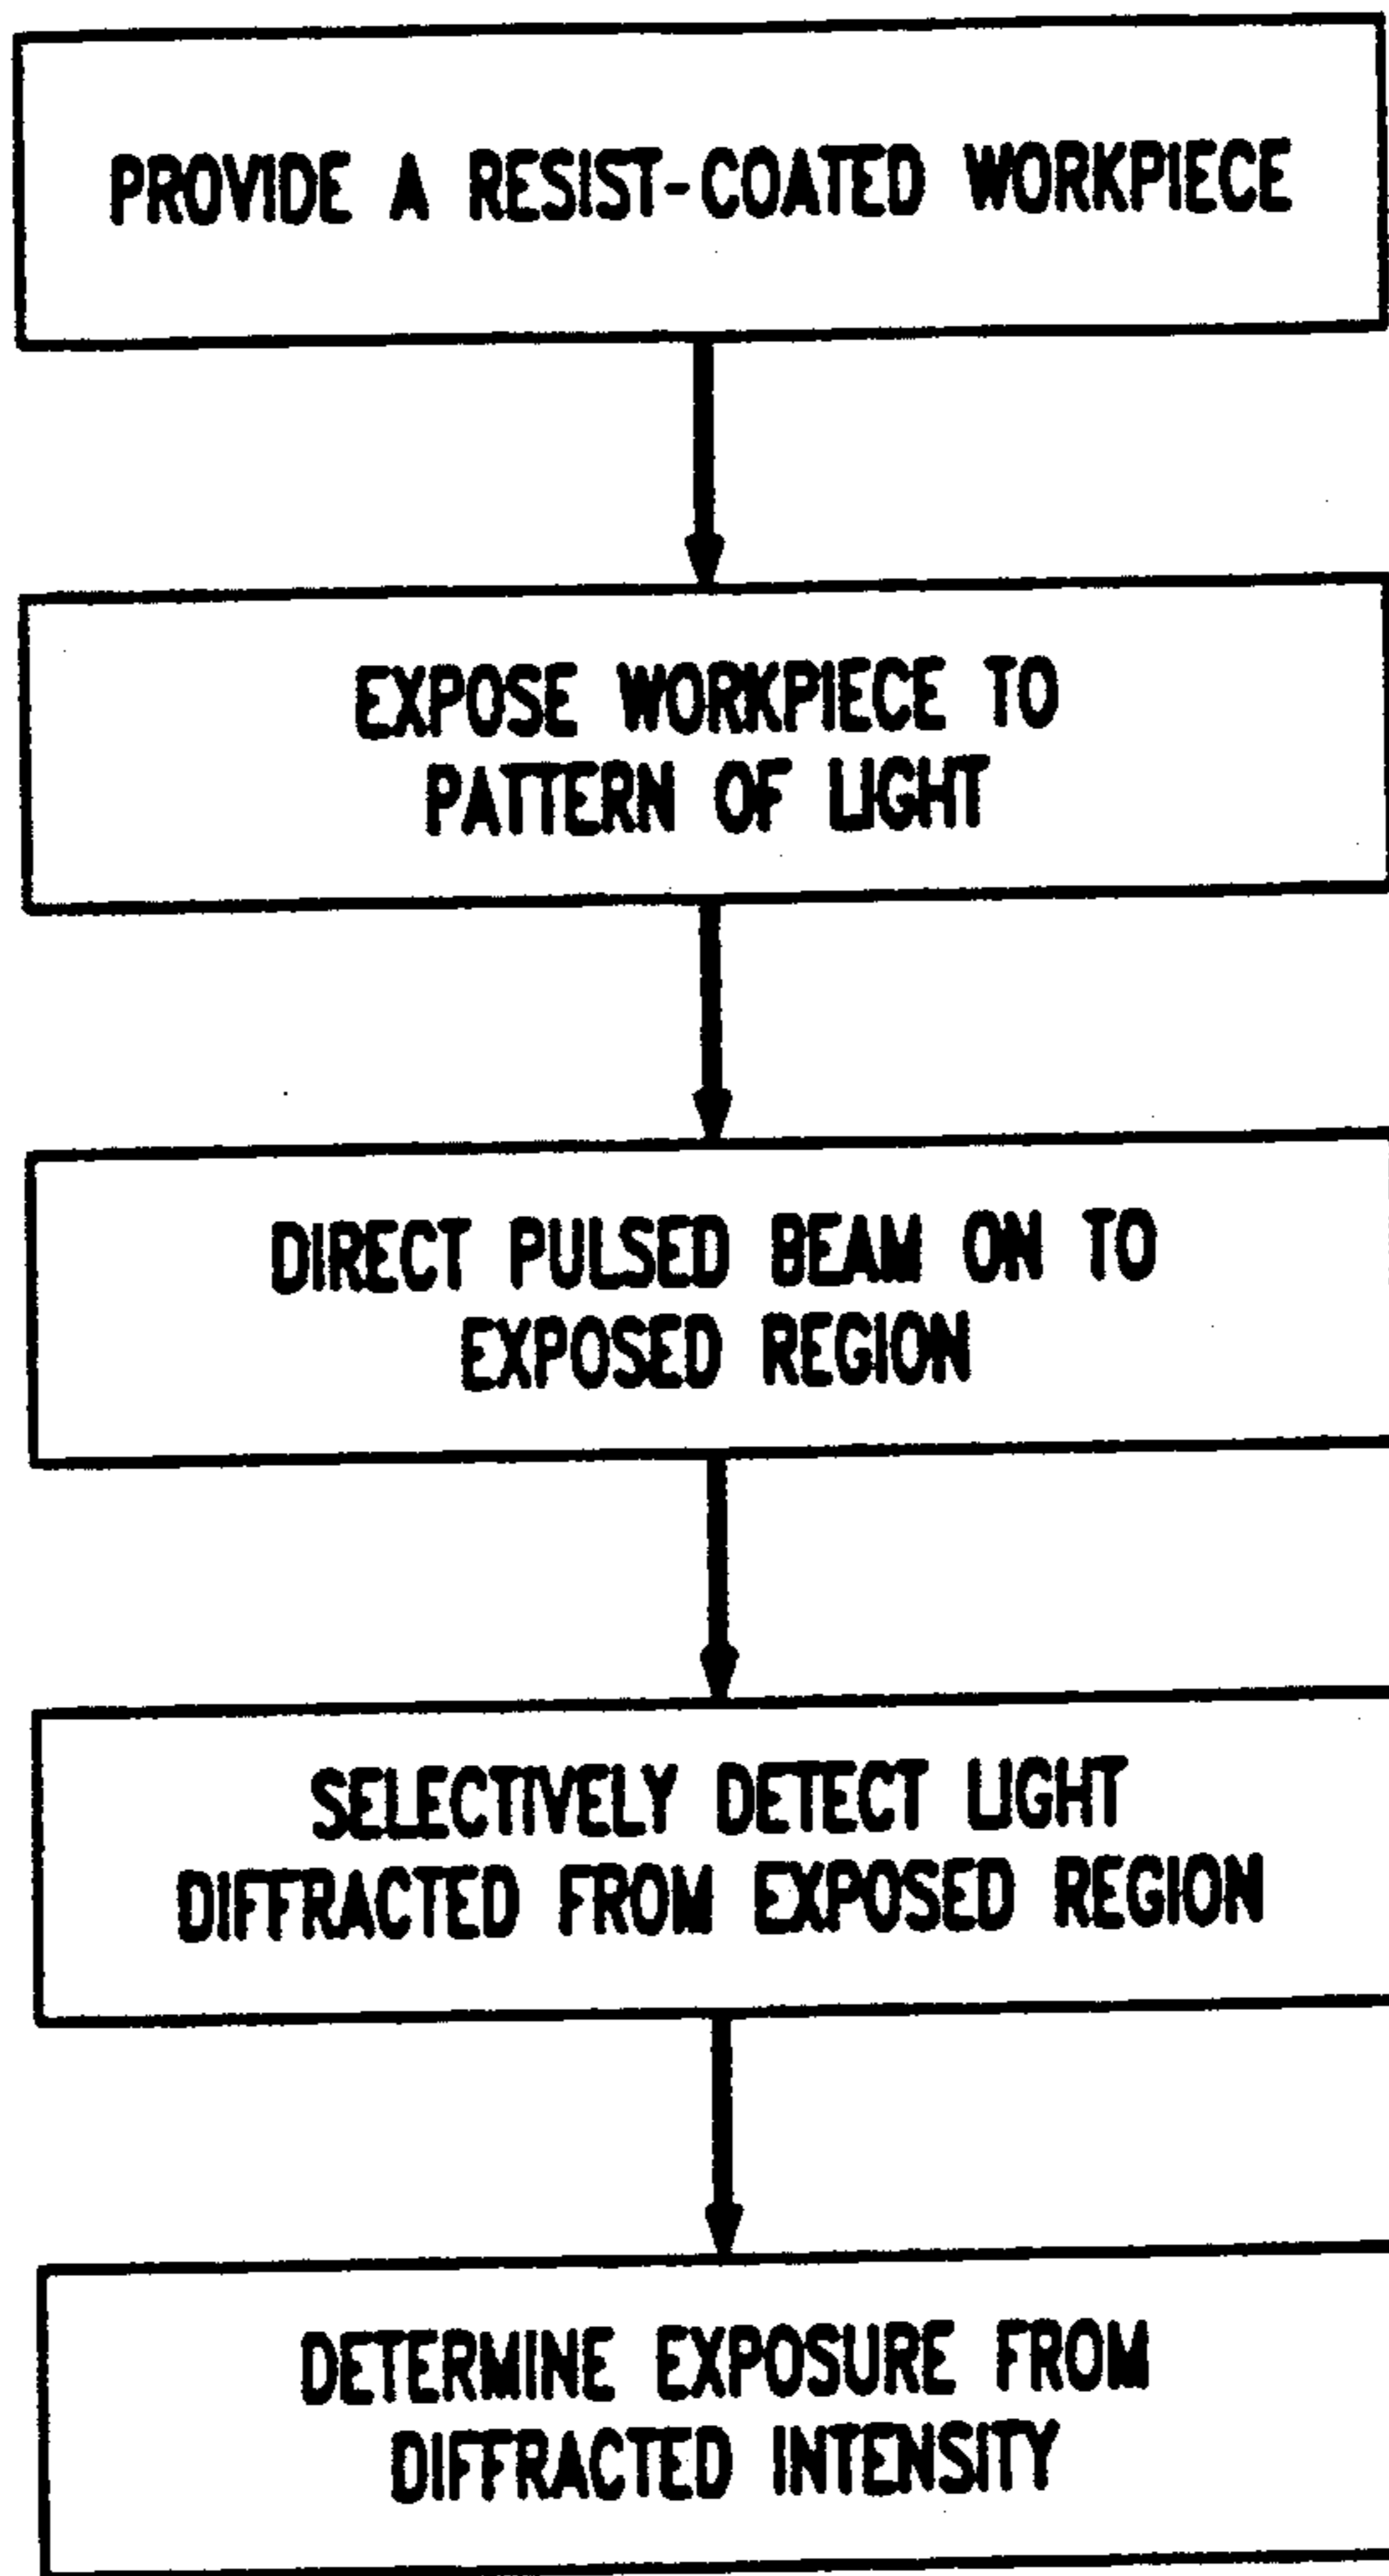 PROVIDE A RESIST-COATED WORKPIECE
EXPOSE WORKPIECE TO
PATTERN OF LIGHT
DIRECT PULSED BEAM ON TO
EXPOSED REGION
SELECTIVELY DETECT LIGHT
DIFFRACTED FROM EXPOSED REGION
DETERMINE EXPOSURE FROM
DIFFRACTED INTENSITY